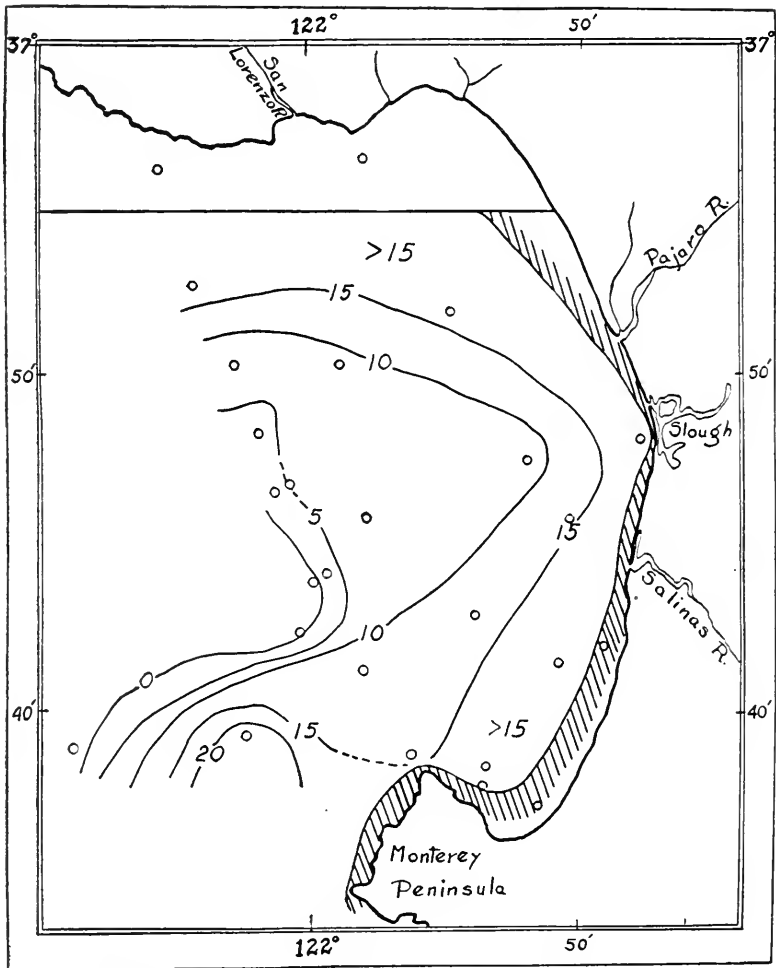 122° 50'
37° 37°
San
Lorenzo R.
>15
Pajaro R.
15
10
50' 50'
Slough
5
15
Salinas R.
10
0
40' 40'
15 >15
20
Monterey
Peninsula
122° 50'